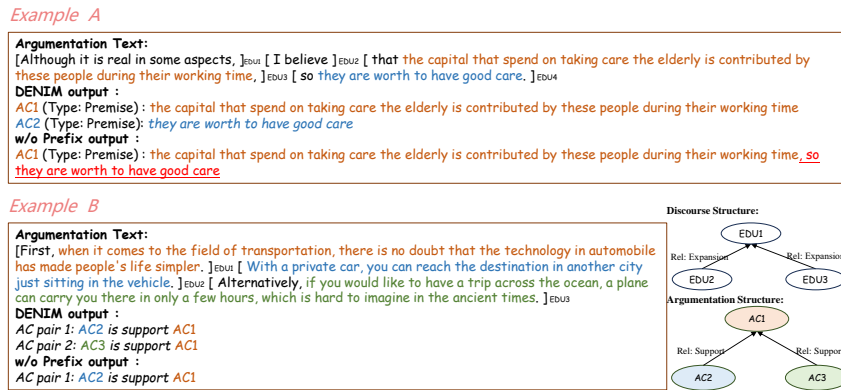 Example A
Argumentation Text:
[Although it is real in some aspects, ]EDU1 [ I believe ]EDU2 [ that the capital that spend on taking care the elderly is contributed by
these people during their working time, ]EDU3 [ so they are worth to have good care. ]EDU4
DENIM output :
AC1 (Type: Premise) : the capital that spend on taking care the elderly is contributed by these people during their working time
AC2 (Type: Premise): they are worth to have good care
w/o Prefix output :
AC1 (Type: Premise) : the capital that spend on taking care the elderly is contributed by these people during their working time, so
they are worth to have good care
Example B
Argumentation Text:
[First, when it comes to the field of transportation, there is no doubt that the technology in automobile
has made people's life simpler. ]EDU1 [ With a private car, you can reach the destination in another city
just sitting in the vehicle. ]EDU2 [ Alternatively, if you would like to have a trip across the ocean, a plane
can carry you there in only a few hours, which is hard to imagine in the ancient times. ]EDU3
DENIM output :
AC pair 1: AC2 is support AC1
AC pair 2: AC3 is support AC1
w/o Prefix output :
AC pair 1: AC2 is support AC1
Discourse Structure:
EDU1
Rel: Expansion
Rel: Expansion
EDU2
EDU3
Argumentation Structure:
AC1
Rel: Support
Rel: Support
AC2
AC3